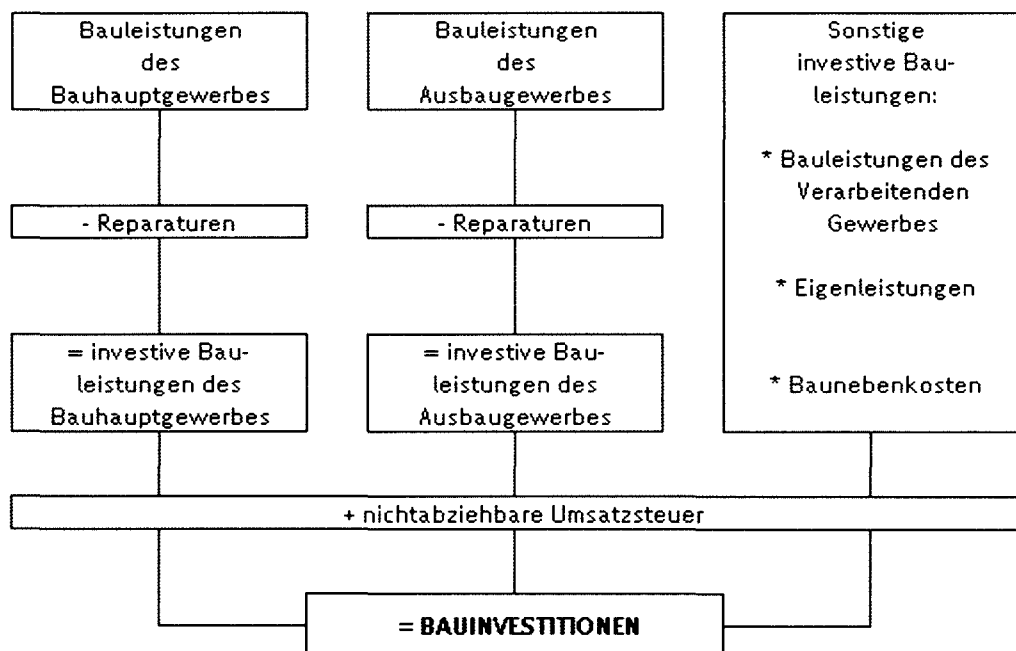 Bauleistungen
des
Bauhauptgewerbes
Bauleistungen
des
Ausbaugewerbes
Sonstige
investive Bau-
leistungen:
* Bauleistungen des
Verarbeitenden
Gewerbes
* Eigenleistungen
* Baunebenkosten
- Reparaturen
- Reparaturen
= investive Bau-
leistungen des
Bauhauptgewerbes
= investive Bau-
leistungen des
Ausbaugewerbes
+ nichtabziehbare Umsatzsteuer
= BAUINVESTITIONEN